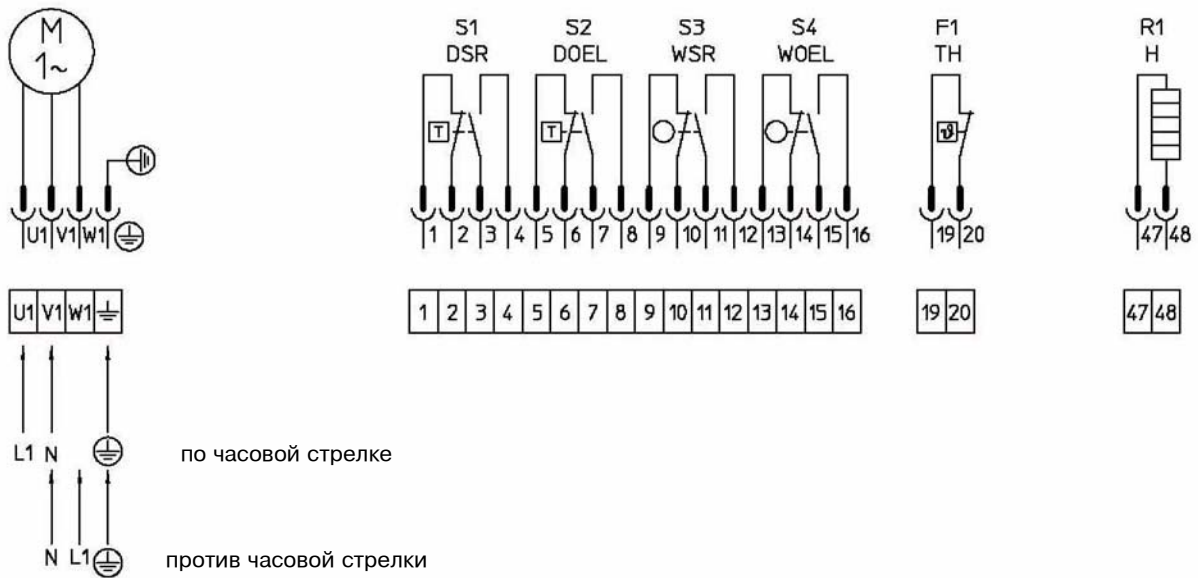 M
1~
S1 S2 S3 S4 F1 R1
DSR DOEL WSR WOEL TH H
T T ϑ
U1 V1 W1 1 2 3 4 5 6 7 8 9 10 11 12 13 14 15 16 19 20 47 48
U1 V1 W1 1 2 3 4 5 6 7 8 9 10 11 12 13 14 15 16 19 20 47 48
L1 N по часовой стрелке
N L1 против часовой стрелки